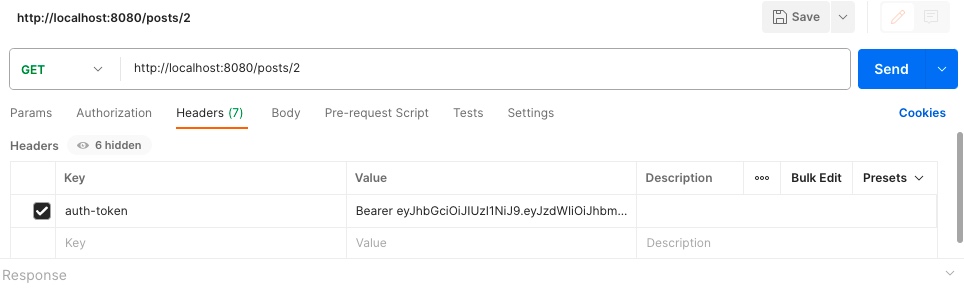 http://localhost:8080/posts/2
Save
GET http://localhost:8080/posts/2 Send
Params Authorization Headers (7) Body Pre-request Script Tests Settings Cookies
Headers 6 hidden
Key Value Description Bulk Edit Presets
auth-token Bearer eyJhbGciOiJIUzI1NiJ9.eyJzdWIiOiJhbm...
Key Value Description
Response